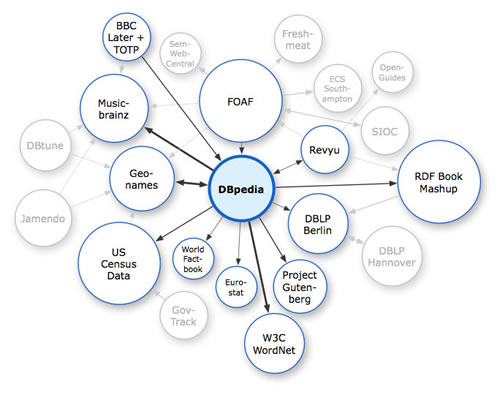 BBC
Later +
TOTP
Fresh-
meat
Sem-
Web-
Central
Open-
Guides
ECS
South-
ampton
FOAF
Music-
brainz
SIOC
DBtune
Revyu
Geo-
names
DBpedia
RDF Book
Mashup
Jamendo
DBLP
Berlin
US
Census
Data
World
Fact-
book
DBLP
Hannover
Euro-
stat
Project
Guten-
berg
Gov-
Track
W3C
WordNet